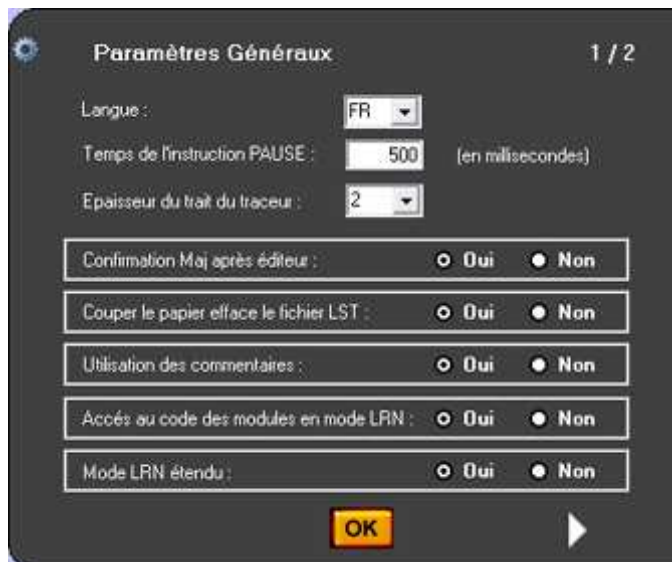 Paramètres Généraux 1 / 2
Langue : FR
Temps de l'instruction PAUSE : 500 (en millisecondes)
Epaisseur du trait du traceur : 2
Confirmation Maj après éditeur : Oui Non
Couper le papier efface le fichier LST : Oui Non
Utilisation des commentaires : Oui Non
Accés au code des modules en mode LRN : Oui Non
Mode LRN étendu : Oui Non
OK